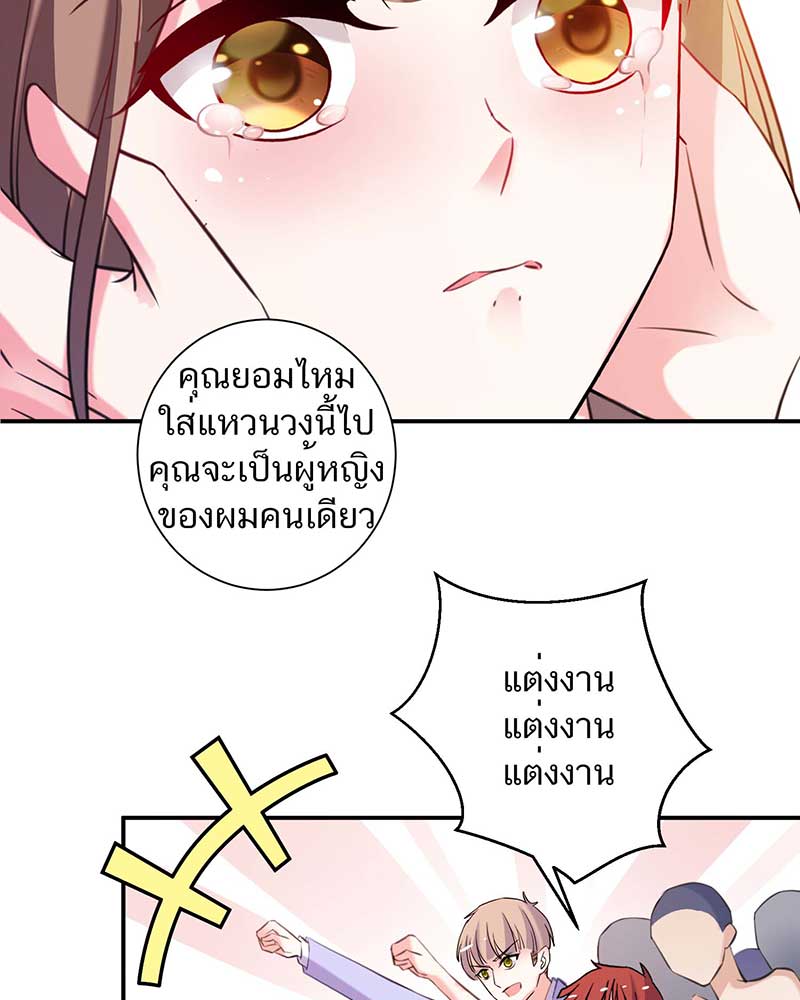 คุณยอมไหม
ใส่แหวนวงนี้ไป
คุณจะเป็นผู้หญิง
ของผมคนเดียว
แต่งงาน
แต่งงาน
แต่งงาน